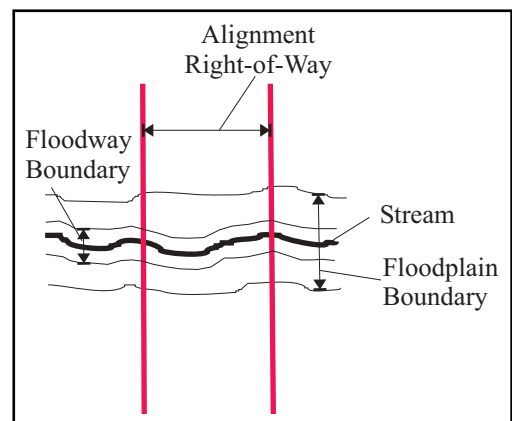 Alignment
Right-of-Way
Floodway
Boundary
Stream
Floodplain
Boundary